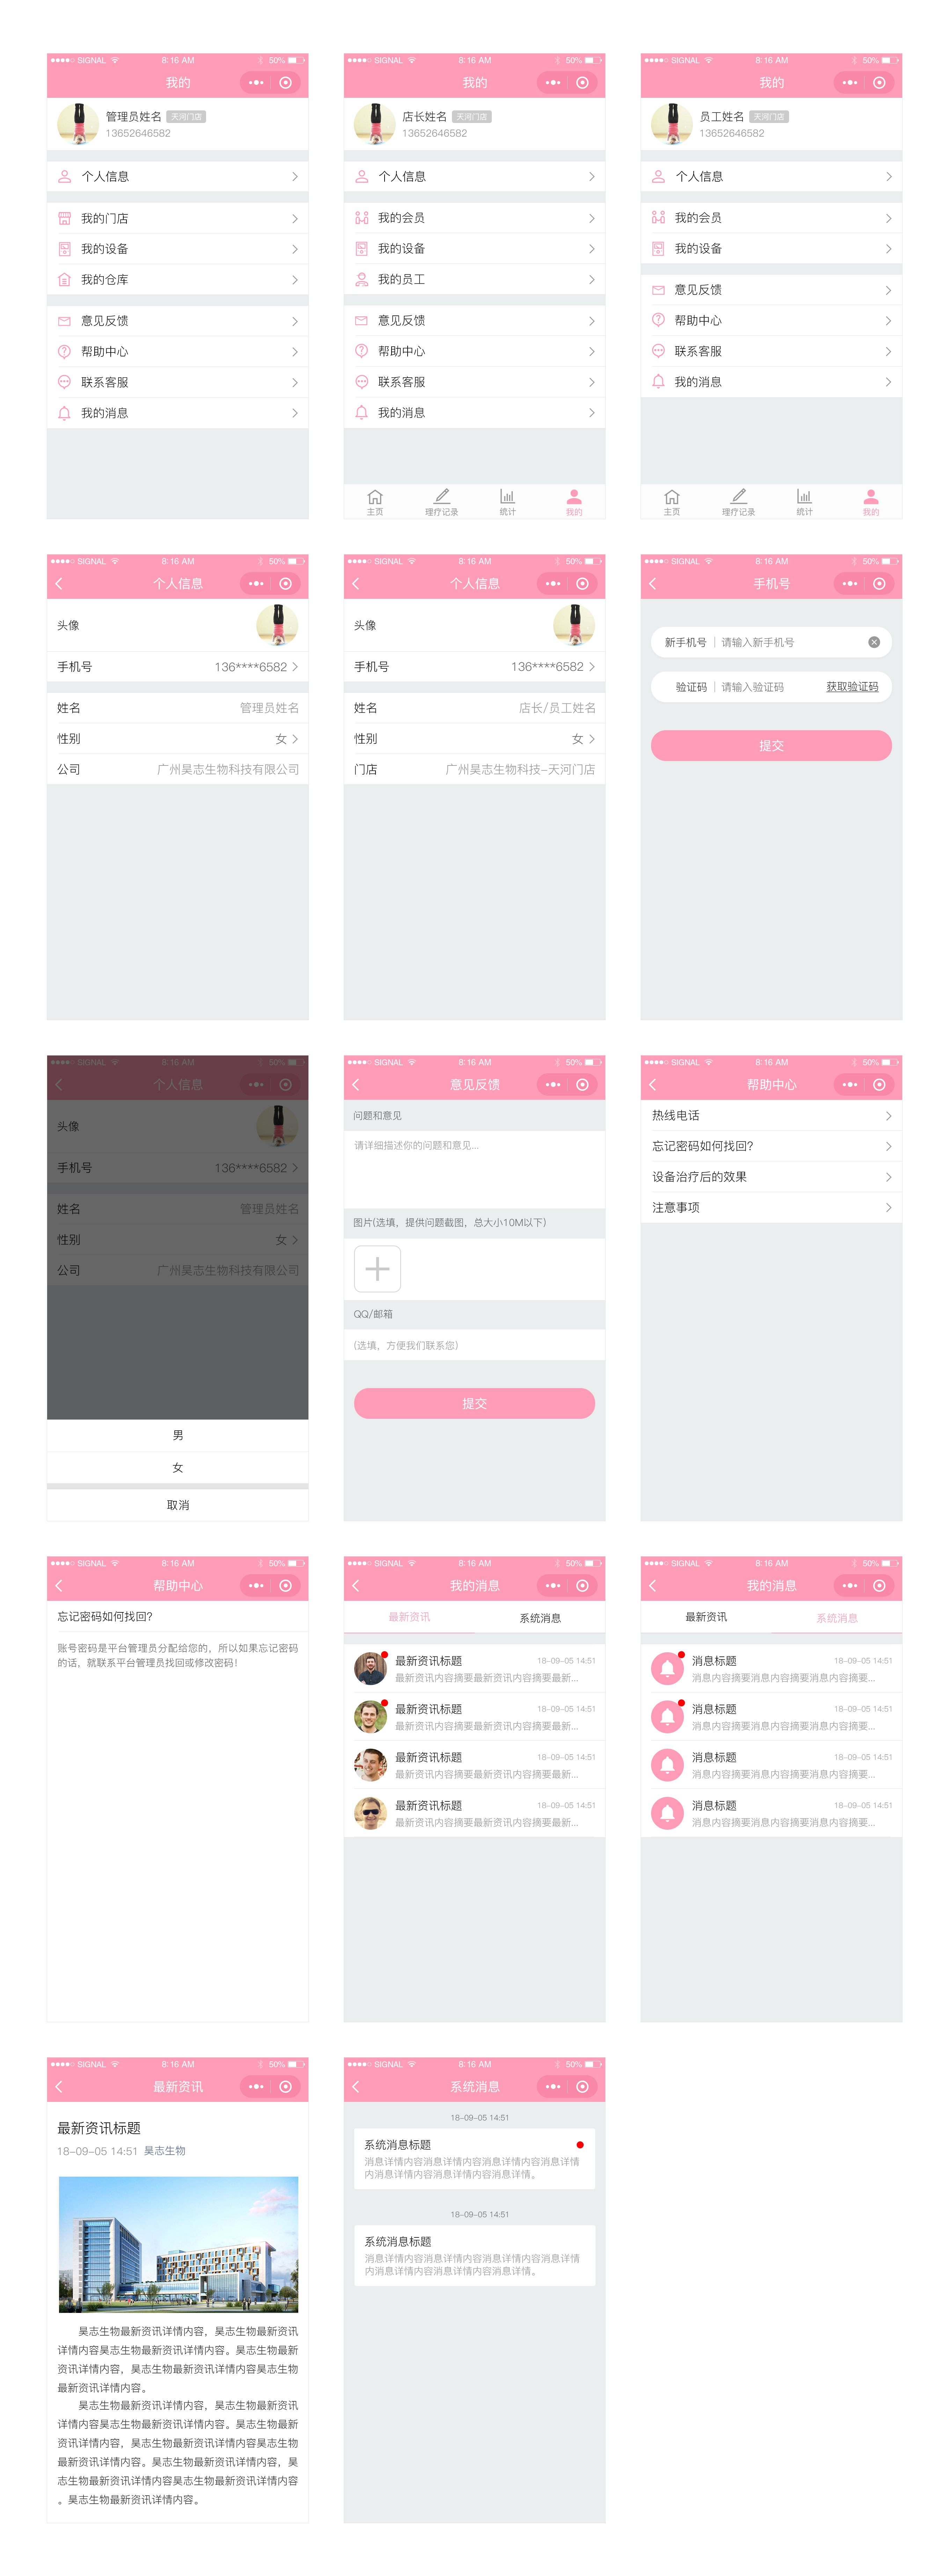 SIGNAL 8:16 AM 50%
我的
管理员姓名 天河门店
13652646582
个人信息
我的门店
我的设备
我的仓库
意见反馈
帮助中心
联系客服
我的消息
SIGNAL 8:16 AM 50%
我的
店长姓名 天河门店
13652646582
个人信息
我的会员
我的设备
我的员工
意见反馈
帮助中心
联系客服
我的消息
主页 理疗记录 统计 我的
SIGNAL 8:16 AM 50%
我的
员工姓名 天河门店
13652646582
个人信息
我的会员
我的设备
意见反馈
帮助中心
联系客服
我的消息
主页 理疗记录 统计 我的
SIGNAL 8:16 AM 50%
个人信息
头像
手机号 136****6582
姓名 管理员姓名
性别 女
公司 广州昊志生物科技有限公司
SIGNAL 8:16 AM 50%
个人信息
头像
手机号 136****6582
姓名 店长/员工姓名
性别 女
门店 广州昊志生物科技-天河门店
SIGNAL 8:16 AM 50%
手机号
新手机号 请输入新手机号
验证码 请输入验证码 获取验证码
提交
SIGNAL 8:16 AM 50%
个人信息
头像
手机号 136****6582
姓名 管理员姓名
性别 女
公司 广州昊志生物科技有限公司
男
女
取消
SIGNAL 8:16 AM 50%
意见反馈
问题和意见
请详细描述你的问题和意见...
图片(选填，提供问题截图，总大小10M以下)
QQ/邮箱
(选填，方便我们联系您)
提交
SIGNAL 8:16 AM 50%
帮助中心
热线电话
忘记密码如何找回?
设备治疗后的效果
注意事项
SIGNAL 8:16 AM 50%
帮助中心
忘记密码如何找回?
账号密码是平台管理员分配给您的，所以如果忘记密码
的话，就联系平台管理员找回或修改密码！
SIGNAL 8:16 AM 50%
我的消息
最新资讯 系统消息
最新资讯标题 18-09-05 14:51
最新资讯内容摘要最新资讯内容摘要最新...
最新资讯标题 18-09-05 14:51
最新资讯内容摘要最新资讯内容摘要最新...
最新资讯标题 18-09-05 14:51
最新资讯内容摘要最新资讯内容摘要最新...
最新资讯标题 18-09-05 14:51
最新资讯内容摘要最新资讯内容摘要最新...
SIGNAL 8:16 AM 50%
我的消息
最新资讯 系统消息
消息标题 18-09-05 14:51
消息内容摘要消息内容摘要消息内容摘要...
消息标题 18-09-05 14:51
消息内容摘要消息内容摘要消息内容摘要...
消息标题 18-09-05 14:51
消息内容摘要消息内容摘要消息内容摘要...
消息标题 18-09-05 14:51
消息内容摘要消息内容摘要消息内容摘要...
SIGNAL 8:16 AM 50%
最新资讯
最新资讯标题
18-09-05 14:51 昊志生物
昊志生物最新资讯详情内容，昊志生物最新资讯
详情内容昊志生物最新资讯详情内容。昊志生物最新
资讯详情内容，昊志生物最新资讯详情内容昊志生物
最新资讯详情内容。
昊志生物最新资讯详情内容，昊志生物最新资讯
详情内容昊志生物最新资讯详情内容。昊志生物最新
资讯详情内容，昊志生物最新资讯详情内容昊志生物
最新资讯详情内容。昊志生物最新资讯详情内容，昊
志生物最新资讯详情内容昊志生物最新资讯详情内容
。昊志生物最新资讯详情内容。
SIGNAL 8:16 AM 50%
系统消息
18-09-05 14:51
系统消息标题
消息详情内容消息详情内容消息详情内容消息详情
内消息详情内容消息详情内容消息详情。
18-09-05 14:51
系统消息标题
消息详情内容消息详情内容消息详情内容消息详情
内消息详情内容消息详情内容消息详情。